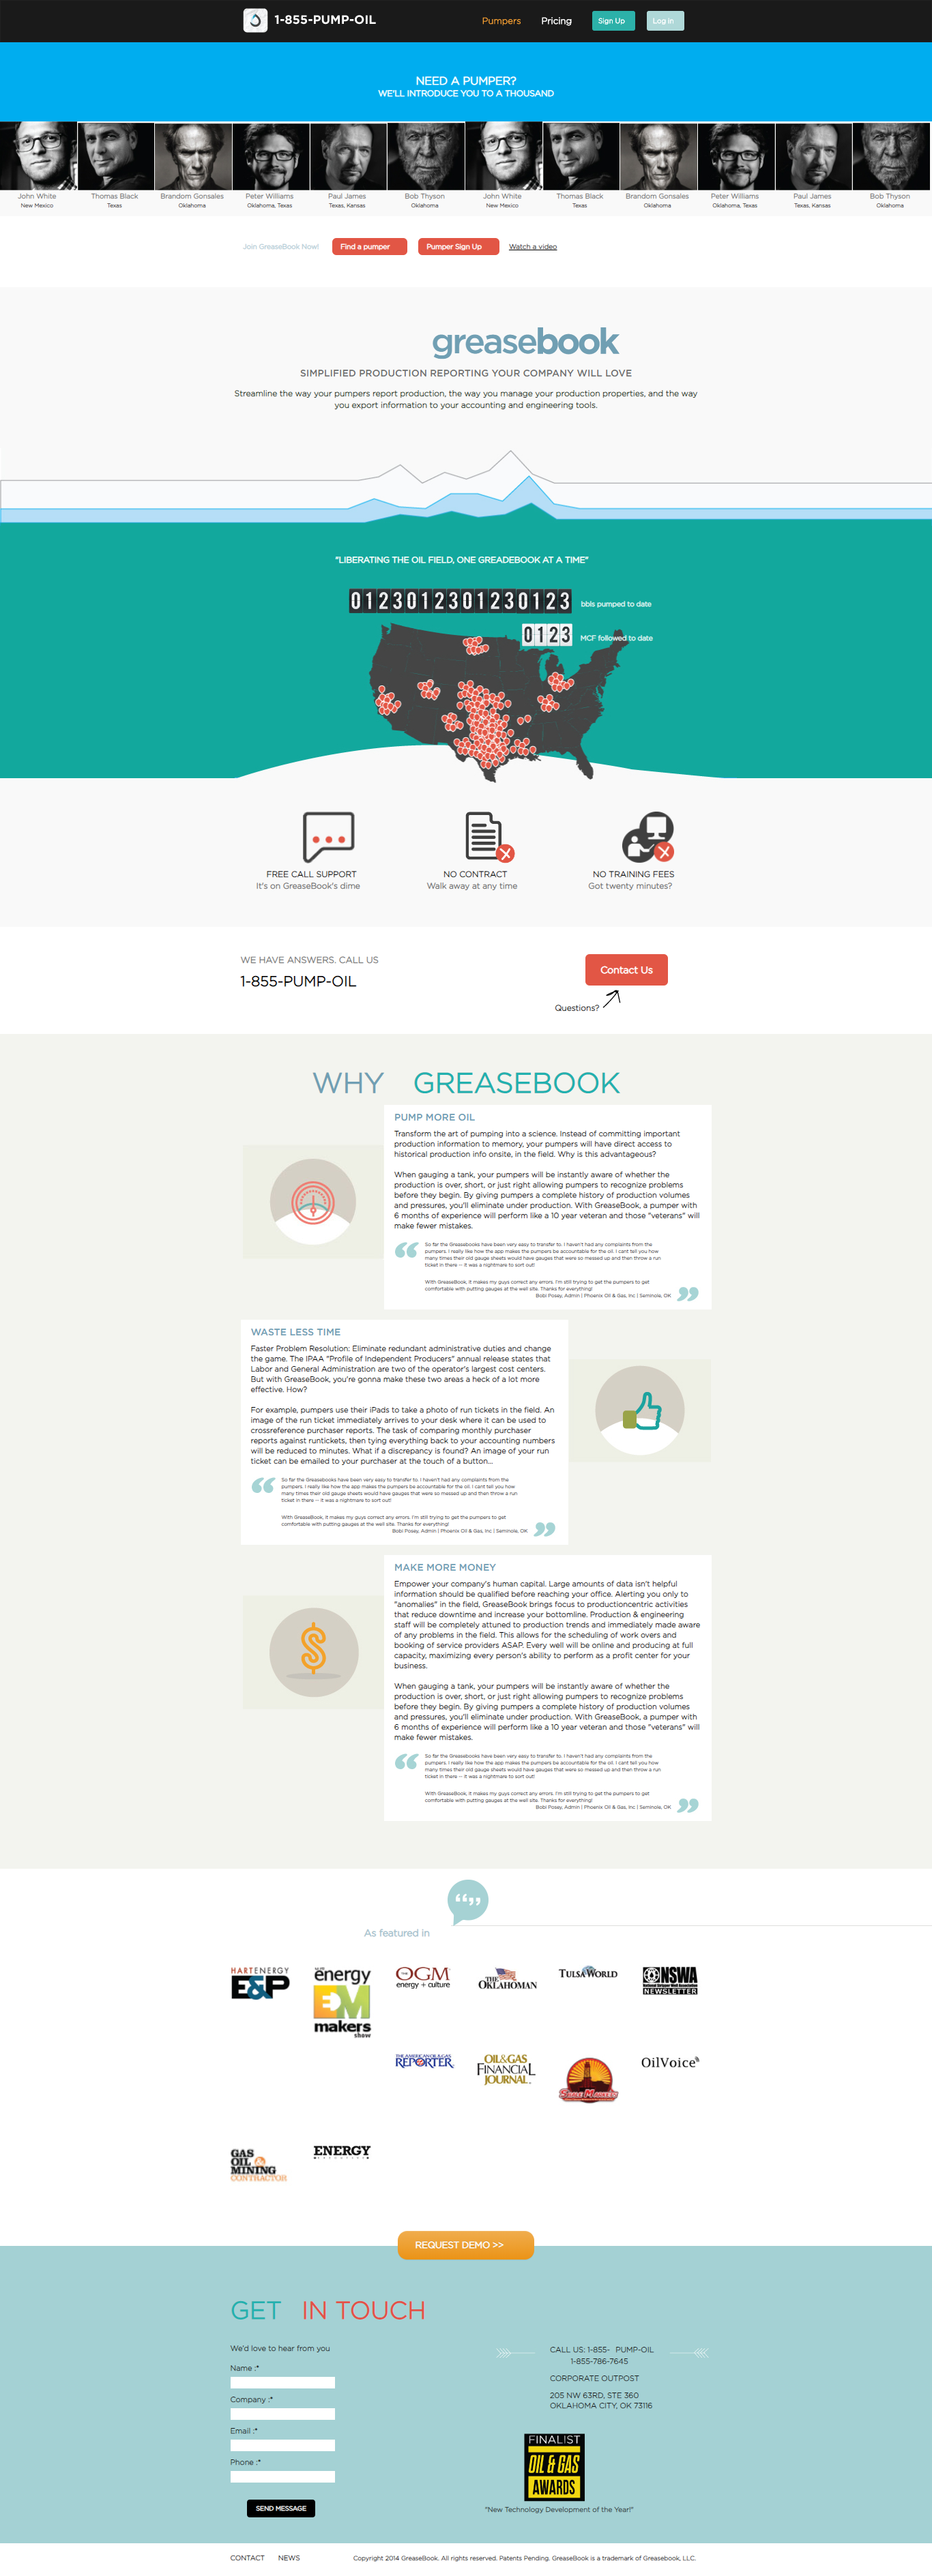 1-855-PUMP-OIL
Pumpers Pricing Sign Up Log in
NEED A PUMPER?
WE'LL INTRODUCE YOU TO A THOUSAND
John White Thomas Black Brandom Gonsales Peter Williams Paul James Bob Thyson John White Thomas Black Brandom Gonsales Peter Williams Paul James Bob Thyson
New Mexico Texas Oklahoma Oklahoma, Texas Texas, Kansas Oklahoma New Mexico Texas Oklahoma Oklahoma, Texas Texas, Kansas Oklahoma
Join GreaseBook Now! Find a pumper Pumper Sign Up Watch a video
greasebook
SIMPLIFIED PRODUCTION REPORTING YOUR COMPANY WILL LOVE
Streamline the way your pumpers report production, the way you manage your production properties, and the way
you export information to your accounting and engineering tools.
"LIBERATING THE OIL FIELD, ONE GREADEBOOK AT A TIME"
0123012301230123 bbls pumped to date
0123 MCF followed to date
FREE CALL SUPPORT NO CONTRACT NO TRAINING FEES
It's on GreaseBook's dime Walk away at any time Got twenty minutes?
WE HAVE ANSWERS. CALL US
1-855-PUMP-OIL
Contact Us
Questions?
WHY GREASEBOOK
PUMP MORE OIL
Transform the art of pumping into a science. Instead of committing important
production information to memory, your pumpers will have direct access to
historical production info onsite, in the field. Why is this advantageous?
When gauging a tank, your pumpers will be instantly aware of whether the
production is over, short, or just right allowing pumpers to recognize problems
before they begin. By giving pumpers a complete history of production volumes
and pressures, you'll eliminate under production. With GreaseBook, a pumper with
6 months of experience will perform like a 10 year veteran and those "veterans" will
make fewer mistakes.
So far the Greasebooks have been very easy to transfer to. I haven't had any complaints from the
pumpers. I really like how the app makes the pumpers be accountable for the oil. I cant tell you how
many times their old gauge sheets would have gauges that were so messed up and then throw a run
ticket in there -- it was a nightmare to sort out!
With GreaseBook, it makes my guys correct any errors. I'm still trying to get the pumpers to get
comfortable with putting gauges at the well site. Thanks for everything!
Bobi Posey, Admin | Phoenix Oil & Gas, Inc | Seminole, OK
WASTE LESS TIME
Faster Problem Resolution: Eliminate redundant administrative duties and change
the game. The IPAA "Profile of Independent Producers" annual release states that
Labor and General Administration are two of the operator's largest cost centers.
But with GreaseBook, you're gonna make these two areas a heck of a lot more
effective. How?
For example, pumpers use their iPads to take a photo of run tickets in the field. An
image of the run ticket immediately arrives to your desk where it can be used to
crossreference purchaser reports. The task of comparing monthly purchaser
reports against runtickets, then tying everything back to your accounting numbers
will be reduced to minutes. What if a discrepancy is found? An image of your run
ticket can be emailed to your purchaser at the touch of a button...
So far the Greasebooks have been very easy to transfer to. I haven't had any complaints from the
pumpers. I really like how the app makes the pumpers be accountable for the oil. I cant tell you how
many times their old gauge sheets would have gauges that were so messed up and then throw a run
ticket in there -- it was a nightmare to sort out!
With GreaseBook, it makes my guys correct any errors. I'm still trying to get the pumpers to get
comfortable with putting gauges at the well site. Thanks for everything!
Bobi Posey, Admin | Phoenix Oil & Gas, Inc | Seminole, OK
MAKE MORE MONEY
Empower your company's human capital. Large amounts of data isn't helpful
information should be qualified before reaching your office. Alerting you only to
"anomalies" in the field, GreaseBook brings focus to productioncentric activities
that reduce downtime and increase your bottomline. Production & engineering
staff will be completely attuned to production trends and immediately made aware
of any problems in the field. This allows for the scheduling of work overs and
booking of service providers ASAP. Every well will be online and producing at full
capacity, maximizing every person's ability to perform as a profit center for your
business.
When gauging a tank, your pumpers will be instantly aware of whether the
production is over, short, or just right allowing pumpers to recognize problems
before they begin. By giving pumpers a complete history of production volumes
and pressures, you'll eliminate under production. With GreaseBook, a pumper with
6 months of experience will perform like a 10 year veteran and those "veterans" will
make fewer mistakes.
So far the Greasebooks have been very easy to transfer to. I haven't had any complaints from the
pumpers. I really like how the app makes the pumpers be accountable for the oil. I cant tell you how
many times their old gauge sheets would have gauges that were so messed up and then throw a run
ticket in there -- it was a nightmare to sort out!
With GreaseBook, it makes my guys correct any errors. I'm still trying to get the pumpers to get
comfortable with putting gauges at the well site. Thanks for everything!
Bobi Posey, Admin | Phoenix Oil & Gas, Inc | Seminole, OK
As featured in
HARTENERGY
E&P
energy
EM
makers
show
OGM
energy + culture
THE OKLAHOMAN
TULSA WORLD
NSWA
NEWSLETTER
THE AMERICAN OIL & GAS
REPORTER
OIL&GAS
FINANCIAL
JOURNAL
OilVoice
GAS
OIL &
MINING
CONTRACTOR
ENERGY
REQUEST DEMO >>
GET IN TOUCH
We'd love to hear from you
Name :*
Company :*
Email :*
Phone :*
SEND MESSAGE
CALL US: 1-855- PUMP-OIL
1-855-786-7645
CORPORATE OUTPOST
205 NW 63RD, STE 360
OKLAHOMA CITY, OK 73116
FINALIST
OIL & GAS
AWARDS
"New Technology Development of the Year!"
CONTACT NEWS Copyright 2014 GreaseBook. All rights reserved. Patents Pending. GreaseBook is a trademark of Greasebook, LLC.